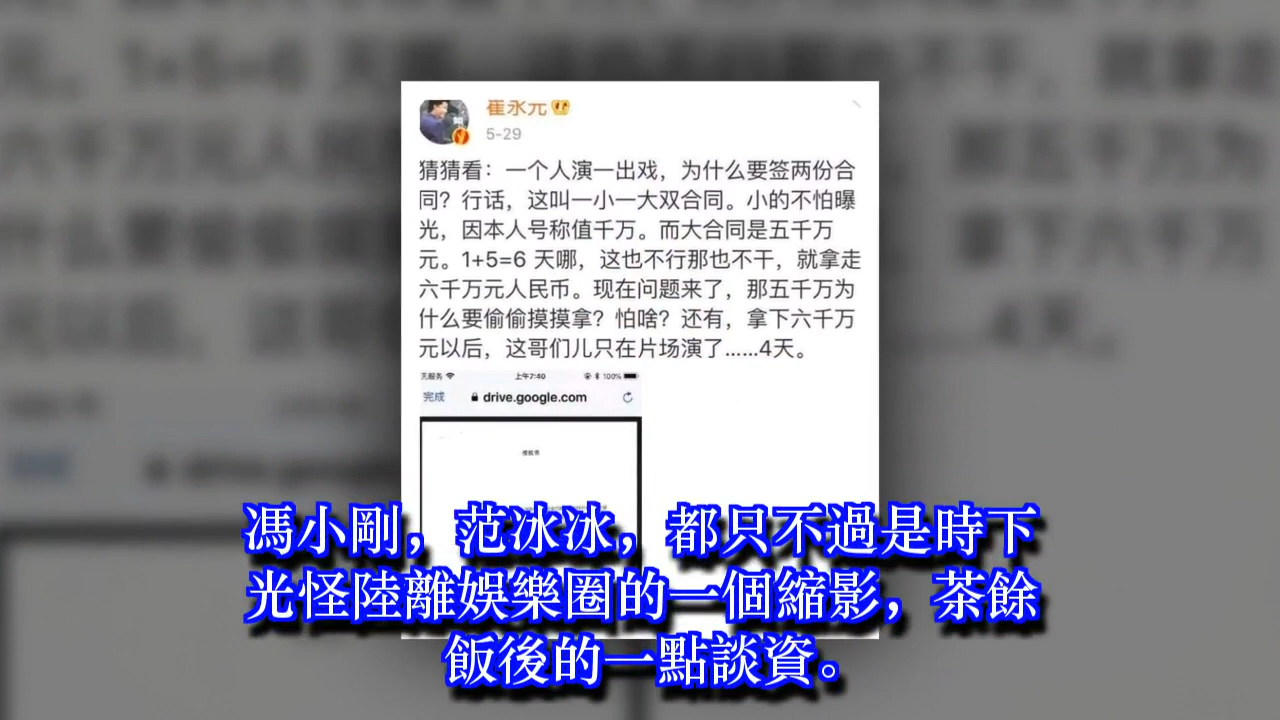 崔永元
5-29
猜猜看：一个人演一出戏，为什么要签两份合
同？行话，这叫一小一大双合同。小的不怕曝
光，因本人号称值千万。而大合同是五千万
元。1+5=6 天哪，这也不行那也不干，就拿走
六千万元人民币。现在问题来了，那五千万为
什么要偷偷摸摸拿？怕啥？还有，拿下六千万
元以后，这哥们儿只在片场演了……4天。
无服务 上午7:40 100%
完成 drive.google.com
馮小剛，范冰冰，都只不過是時下
光怪陸離娛樂圈的一個縮影，茶餘
飯後的一點談資。